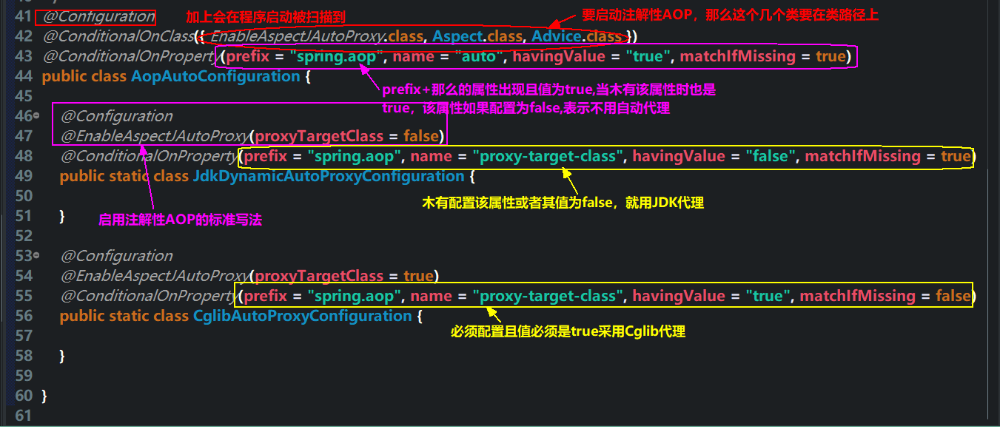 41 @Configuration 加上会在程序启动被扫描到 要启动注解性AOP，那么这个几个类要在类路径上
42 @ConditionalOnClass({ EnableAspectJAutoProxy.class, Aspect.class, Advice.class })
43 @ConditionalOnProperty(prefix = "spring.aop", name = "auto", havingValue = "true", matchIfMissing = true)
44 public class AopAutoConfiguration {
45 prefix+那么的属性出现且值为true,当木有该属性时也是
true，该属性如果配置为false,表示不用自动代理
46 @Configuration
47 @EnableAspectJAutoProxy(proxyTargetClass = false)
48 @ConditionalOnProperty(prefix = "spring.aop", name = "proxy-target-class", havingValue = "false", matchIfMissing = true)
49 public static class JdkDynamicAutoProxyConfiguration {
50 木有配置该属性或者其值为false，就用JDK代理
51 }
启用注解性AOP的标准写法
52
53 @Configuration
54 @EnableAspectJAutoProxy(proxyTargetClass = true)
55 @ConditionalOnProperty(prefix = "spring.aop", name = "proxy-target-class", havingValue = "true", matchIfMissing = false)
56 public static class CglibAutoProxyConfiguration {
必须配置且值必须是true采用Cglib代理
57
58 }
59
60 }
61